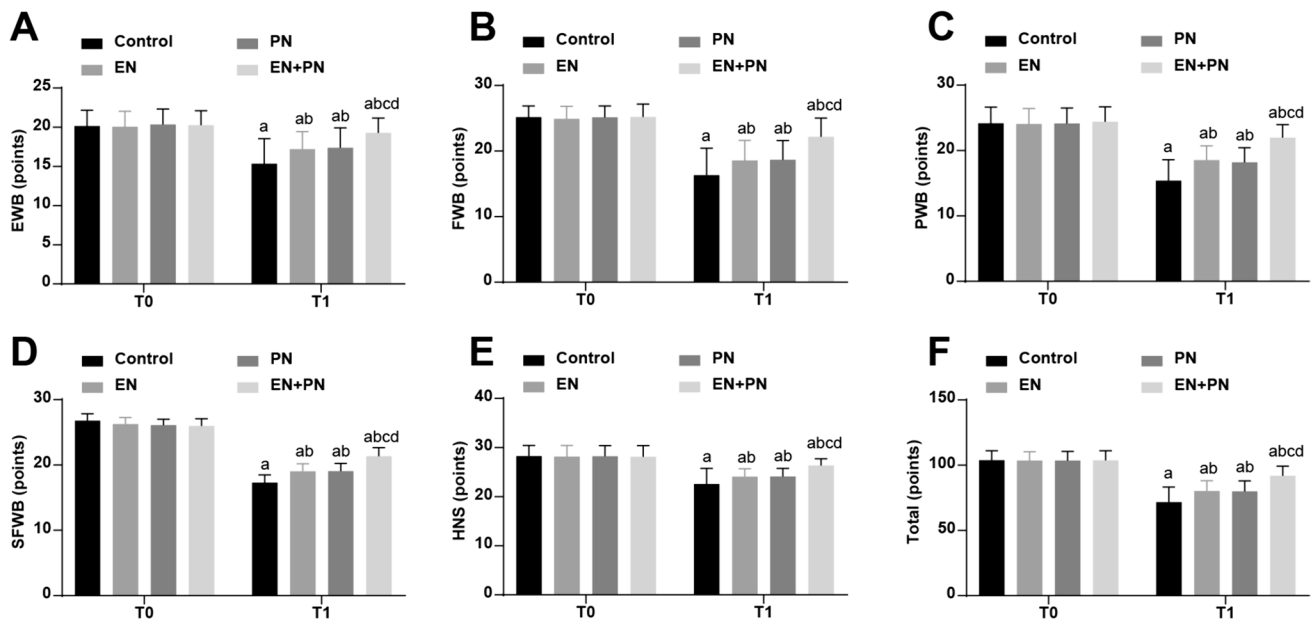 A
Control
PN
EN
EN+PN
EWB (points)
25
20
15
10
5
0
a
ab
ab
abcd
T0
T1
B
Control
PN
EN
EN+PN
FWB (points)
30
20
10
0
a
ab
ab
abcd
T0
T1
C
Control
PN
EN
EN+PN
PWB (points)
30
20
10
0
a
ab
ab
abcd
T0
T1
D
Control
PN
EN
EN+PN
SFWB (points)
30
20
10
0
a
ab
ab
abcd
T0
T1
E
Control
PN
EN
EN+PN
HNS (points)
40
30
20
10
0
a
ab
ab
abcd
T0
T1
F
Control
PN
EN
EN+PN
Total (points)
150
100
50
0
a
ab
ab
abcd
T0
T1